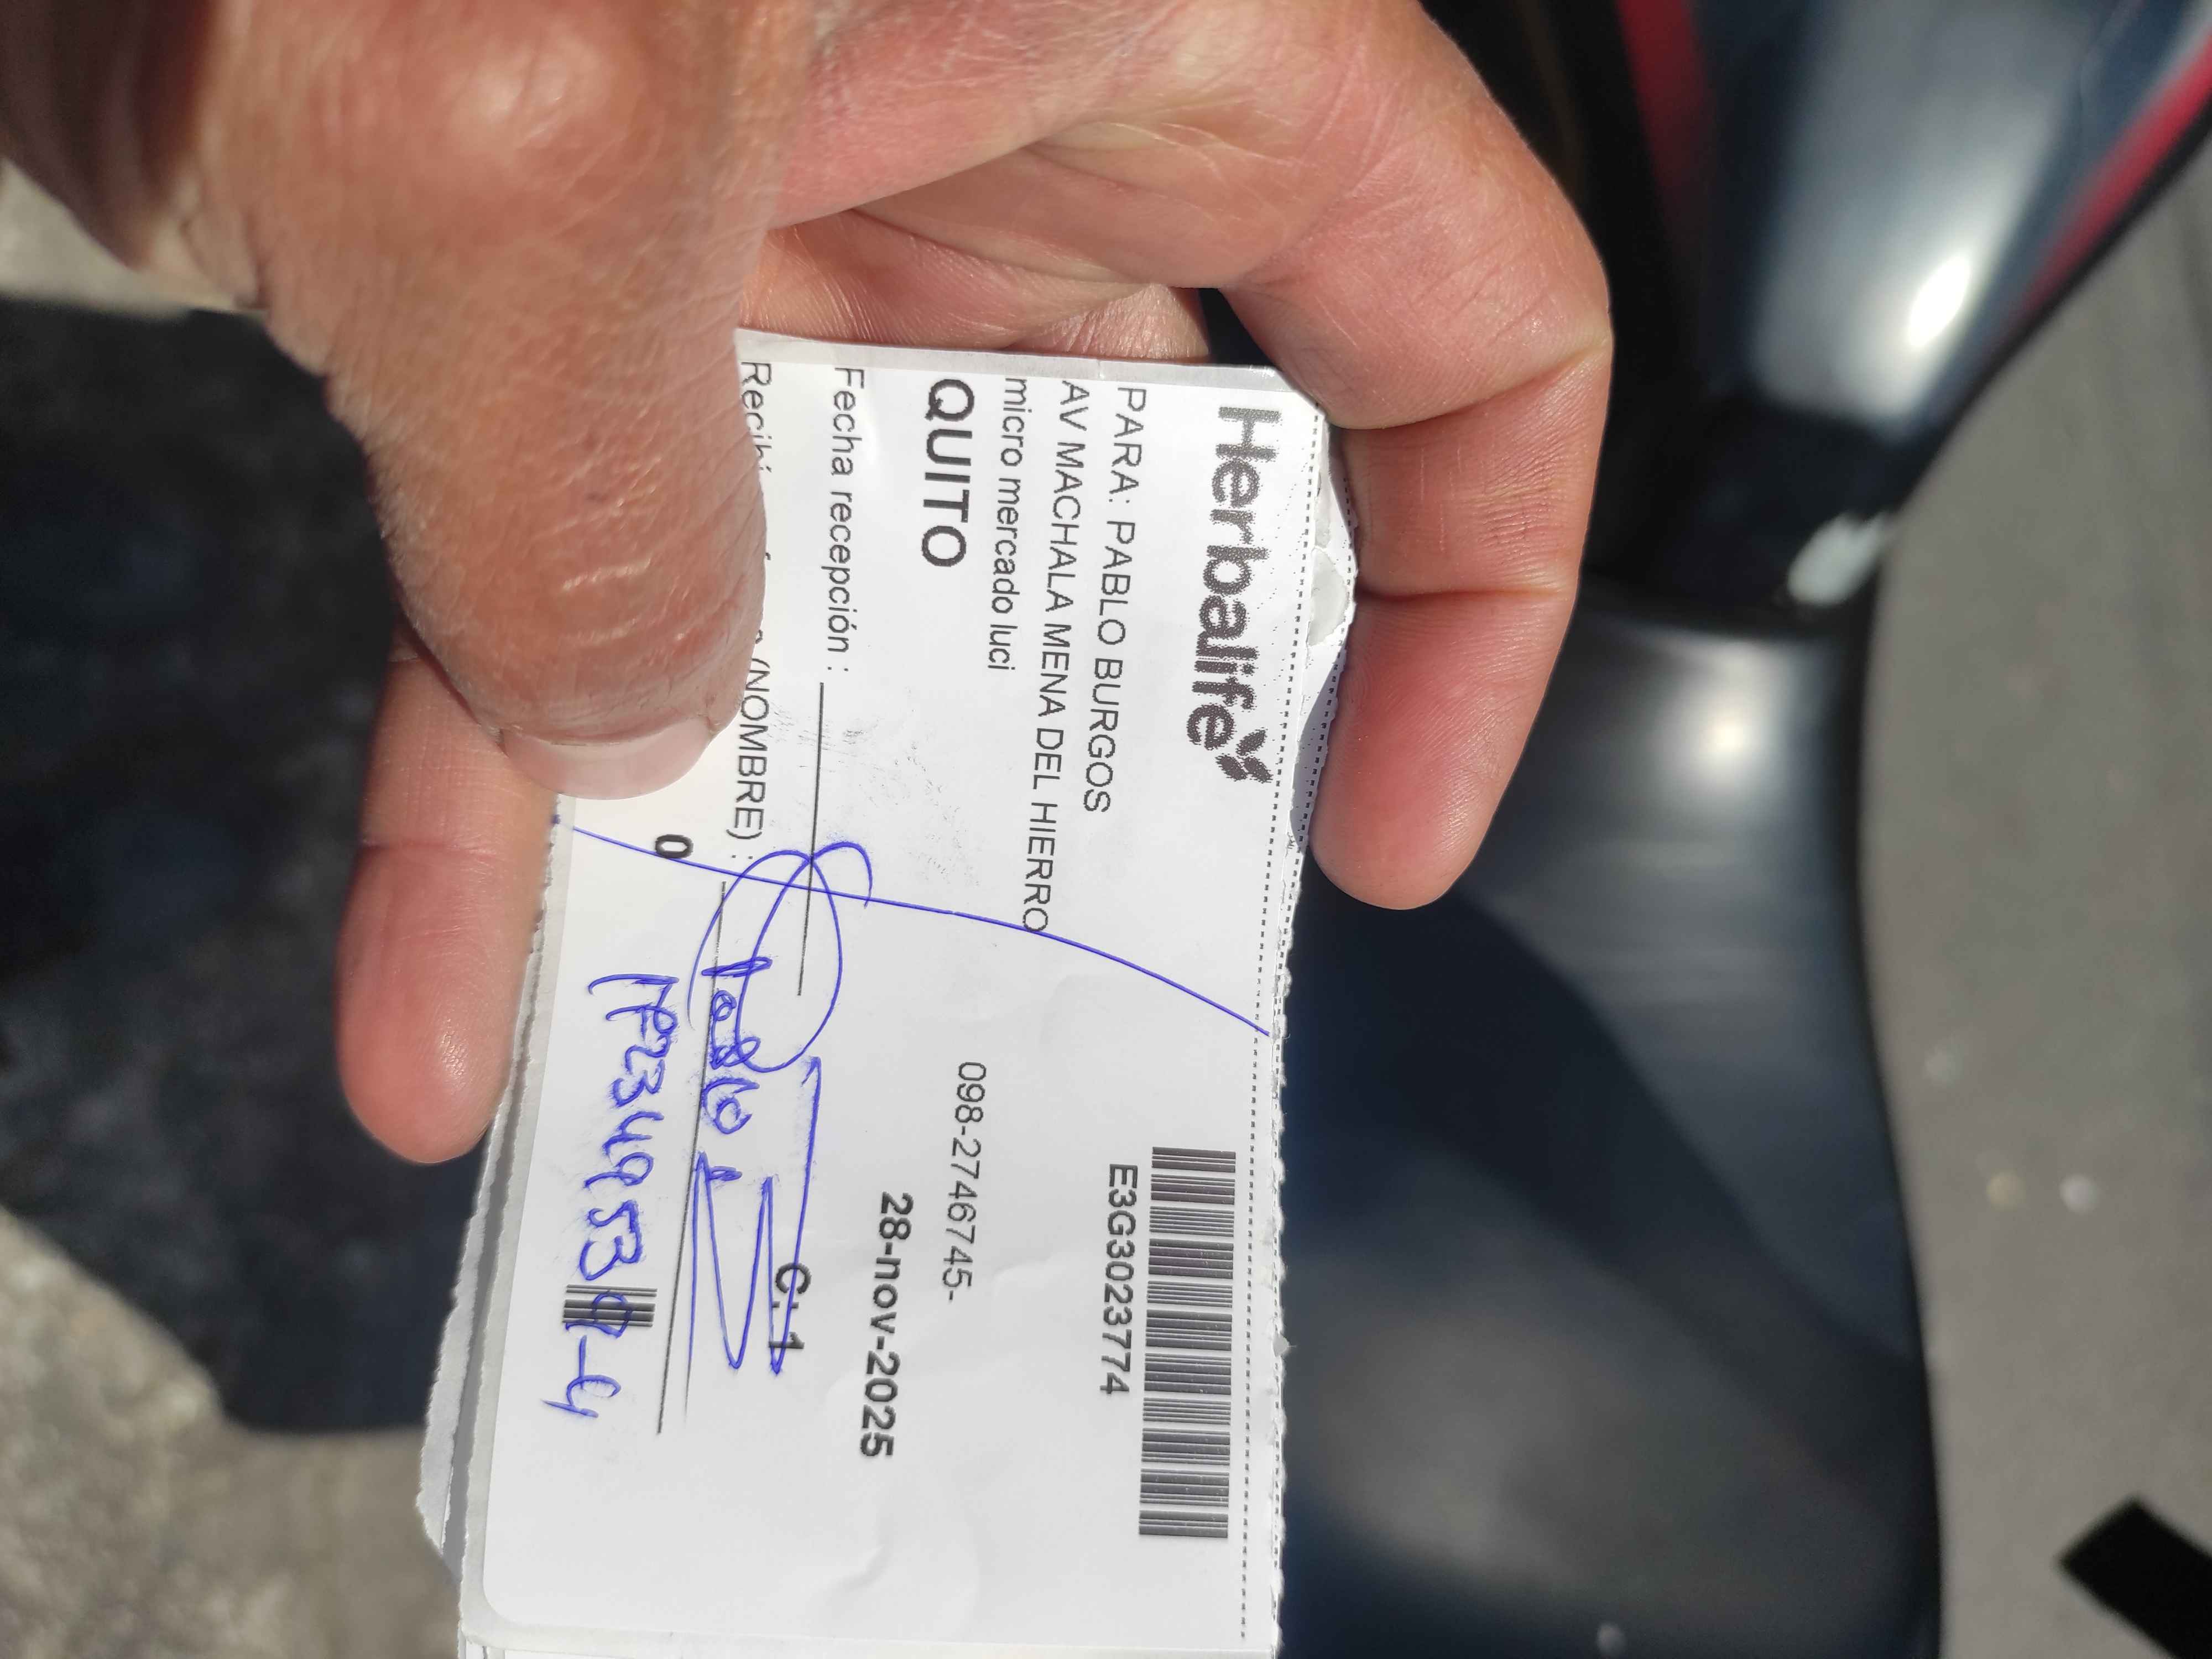 Herbalife
E3G3023774
PARA: PABLO BURGOS
AV MACHALA MENA DEL HIERRO
micro mercado luci
098-2746745-
QUITO
28-nov-2025
Fecha recepción :
C: 1
(NOMBRE) :
Pablo
0